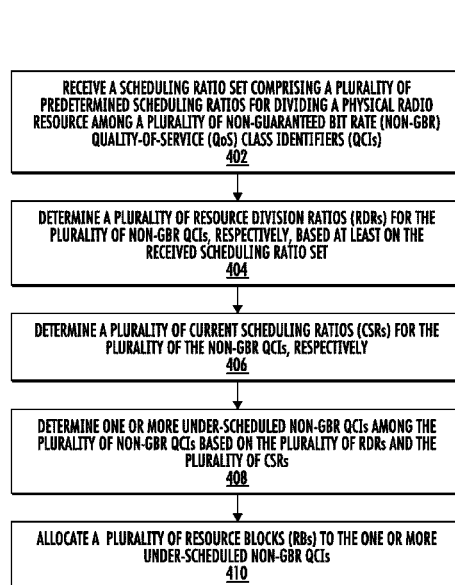 RECEIVE A SCHEDULING RATIO SET COMPRISING A PLURALITY OF
PREDETERMINED SCHEDULING RATIOS FOR DIVIDING A PHYSICAL RADIO
RESOURCE AMONG A PLURALITY OF NON-GUARANTEED BIT RATE (NON-GBR)
QUALITY-OF-SERVICE (QoS) CLASS IDENTIFIERS (QCIs)
402
DETERMINE A PLURALITY OF RESOURCE DIVISION RATIOS (RDRs) FOR THE
PLURALITY OF NON-GBR QCIs, RESPECTIVELY, BASED AT LEAST ON THE
RECEIVED SCHEDULING RATIO SET
404
DETERMINE A PLURALITY OF CURRENT SCHEDULING RATIOS (CSRs) FOR THE
PLURALITY OF THE NON-GBR QCIs, RESPECTIVELY
406
DETERMINE ONE OR MORE UNDER-SCHEDULED NON-GBR QCIs AMONG THE
PLURALITY OF NON-GBR QCIs BASED ON THE PLURALITY OF RDRs AND THE
PLURALITY OF CSRs
408
ALLOCATE A PLURALITY OF RESOURCE BLOCKS (RBs) TO THE ONE OR MORE
UNDER-SCHEDULED NON-GBR QCIs
410